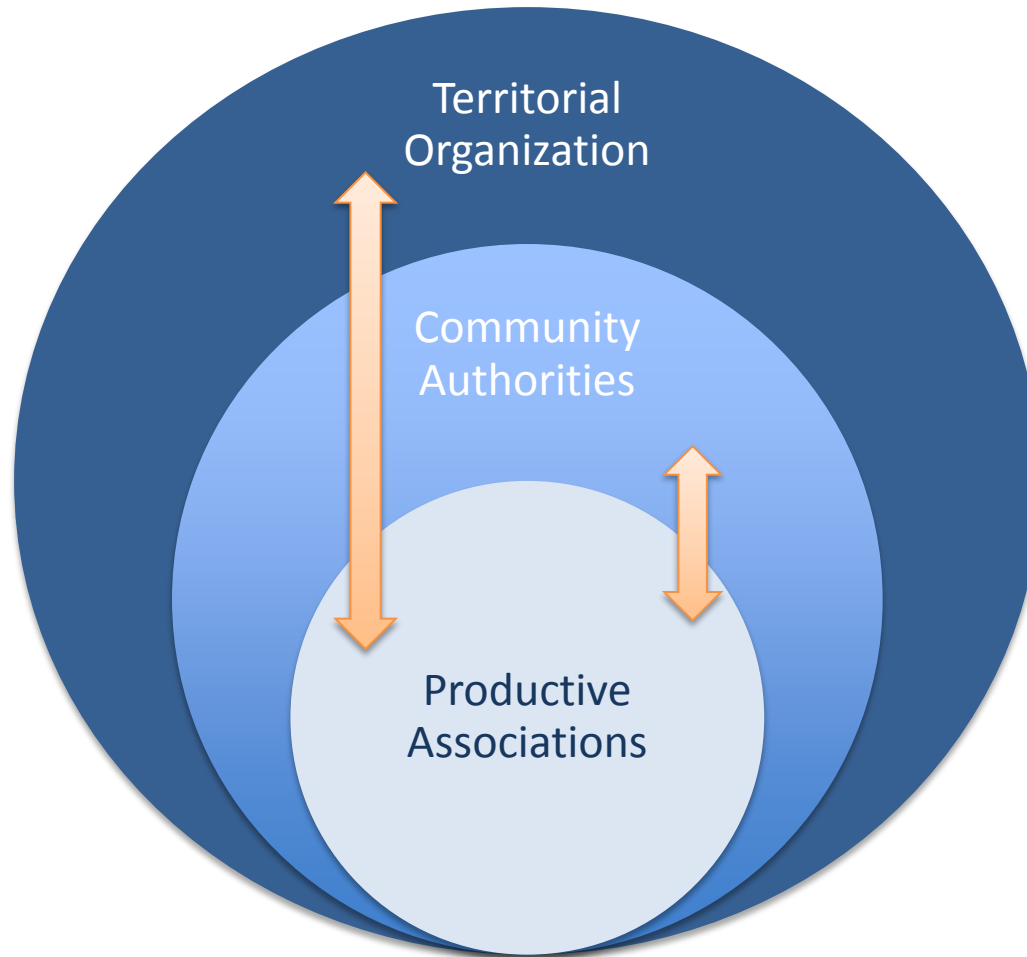 Territorial
Organization
Community
Authorities
Productive
Associations